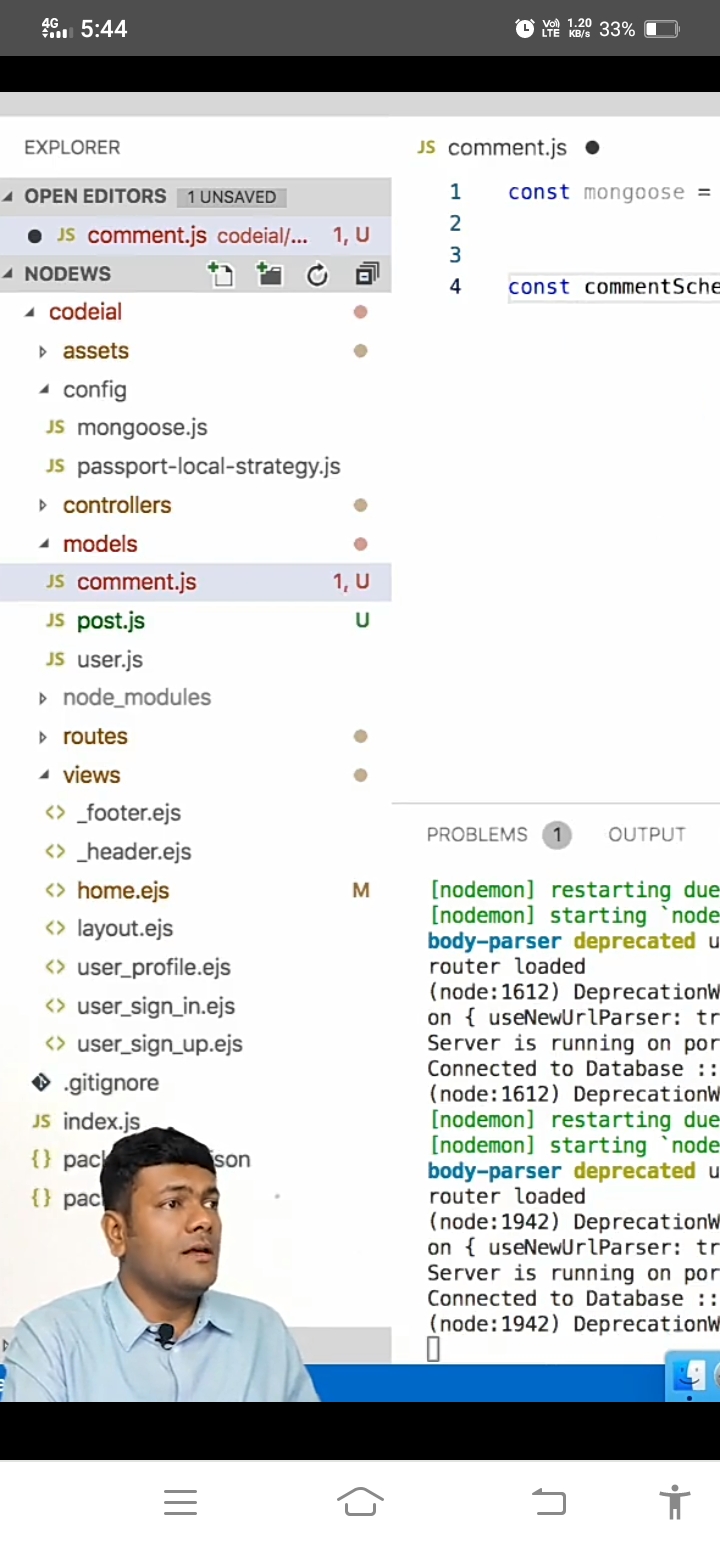 4G 5:44 Vo) LTE 1.20 KB/s 33%
EXPLORER
OPEN EDITORS 1 UNSAVED
JS comment.js codeial/... 1, U
NODEWS
codeial
assets
config
JS mongoose.js
JS passport-local-strategy.js
controllers
models
JS comment.js 1, U
JS post.js U
JS user.js
node_modules
routes
views
<> _footer.ejs
<> _header.ejs
<> home.ejs M
<> layout.ejs
<> user_profile.ejs
<> user_sign_in.ejs
<> user_sign_up.ejs
.gitignore
JS index.js
{} pac son
{} pac
JS comment.js
1 const mongoose =
2
3
4 const commentSche
PROBLEMS 1 OUTPUT
[nodemon] restarting due
[nodemon] starting `node
body-parser deprecated u
router loaded
(node:1612) DeprecationW
on { useNewUrlParser: tr
Server is running on por
Connected to Database ::
(node:1612) DeprecationW
[nodemon] restarting due
[nodemon] starting `node
body-parser deprecated u
router loaded
(node:1942) DeprecationW
on { useNewUrlParser: tr
Server is running on por
Connected to Database ::
(node:1942) DeprecationW